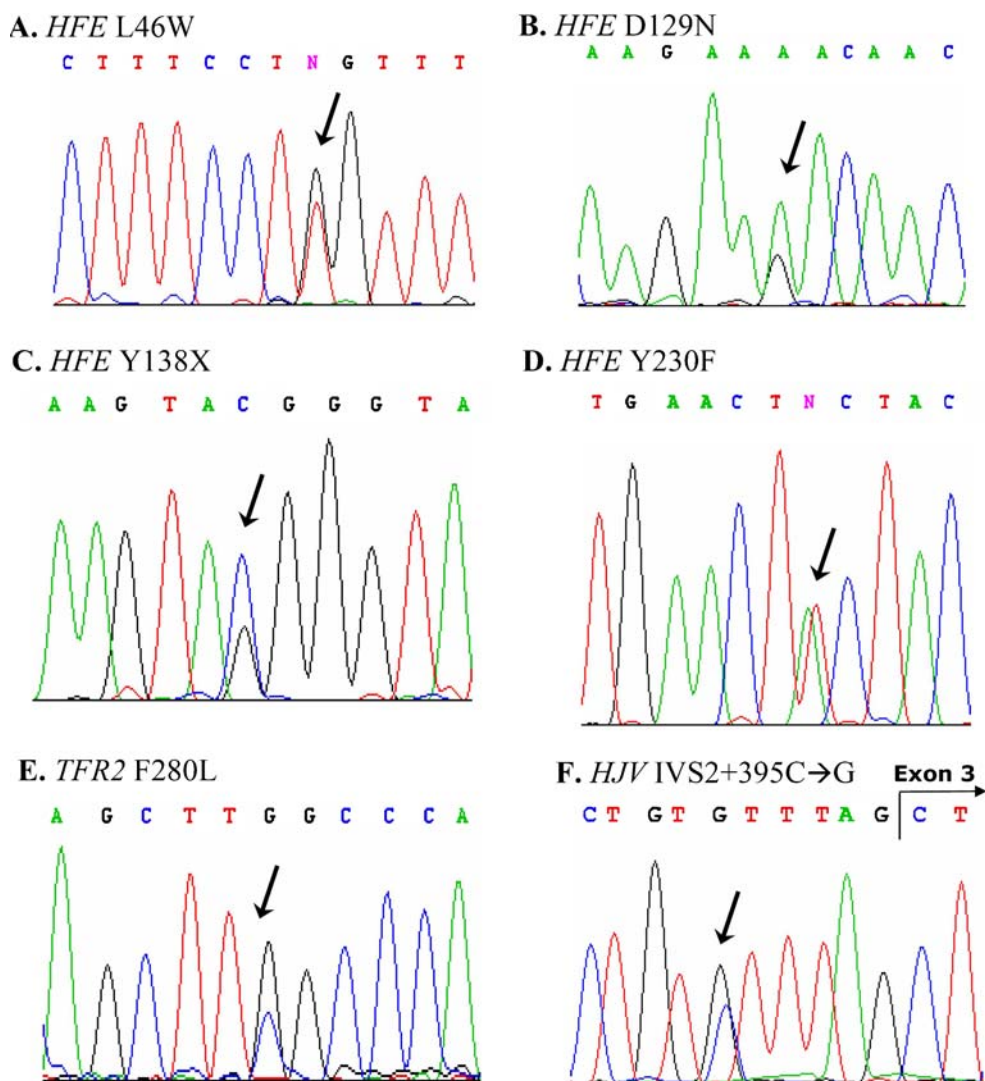 A. HFE L46W
C T T T C C T N G T T T
B. HFE D129N
A A G A A A A C A A C
C. HFE Y138X
A A G T A C G G G T A
D. HFE Y230F
T G A A C T N C T A C
E. TFR2 F280L
A G C T T G G C C C A
F. HJV IVS2+395C→G
Exon 3
C T G T G T T T A G C T